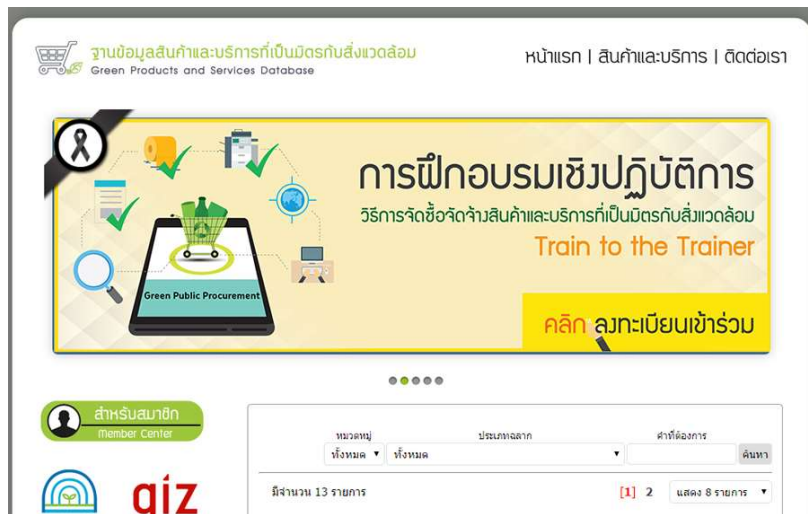 ฐานข้อมูลสินค้าและบริการที่เป็นมิตรกับสิ่งแวดล้อม
Green Products and Services Database
หน้าแรก | สินค้าและบริการ | ติดต่อเรา
การฝึกอบรมเชิงปฏิบัติการ
วิธีการจัดซื้อจัดจ้างสินค้าและบริการที่เป็นมิตรกับสิ่งแวดล้อม
Train to the Trainer
Green Public Procurement
คลิก ลงทะเบียนเข้าร่วม
สำหรับสมาชิก
Member Center
หมวดหมู่ ประเภทฉลาก คำที่ต้องการ
ทั้งหมด ทั้งหมด ค้นหา
มีจำนวน 13 รายการ [1] 2 แสดง 8 รายการ
giz